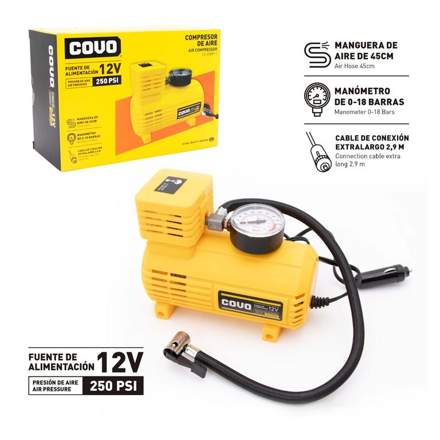 COVO
COMPRESOR
DE AIRE
AIR COMPRESSOR
FUENTE DE
ALIMENTACIÓN
12V
250 PSI
MANGUERA DE
AIRE DE 45CM
Air Hose 45cm
MANÓMETRO
DE 0-18 BARRAS
Manometer 0-18 Bars
CABLE DE CONEXIÓN
EXTRALARGO 2,9 M
Connection cable extra
long 2.9 m
COVO
12V
FUENTE DE
ALIMENTACIÓN
12V
PRESIÓN DE AIRE
AIR PRESSURE
250 PSI